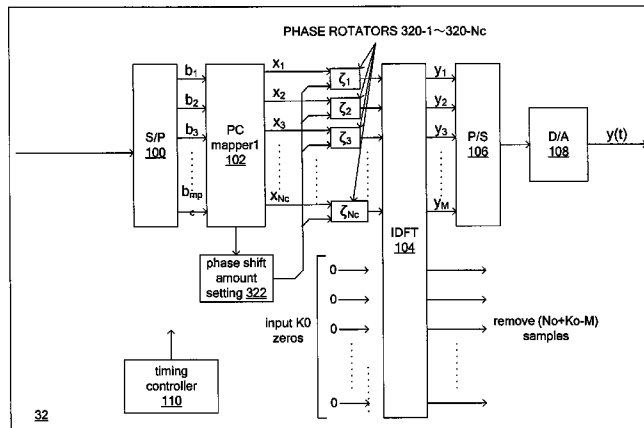 PHASE ROTATORS 320-1~320-Nc
b1
b2
b3
bmp
c
S/P
100
PC
mapper1
102
x1
x2
x3
xNc
ζ1
ζ2
ζ3
ζNc
phase shift
amount
setting 322
IDFT
104
y1
y2
y3
yM
P/S
106
D/A
108
y(t)
input K0
zeros
0
0
0
0
remove (No+Ko-M)
samples
timing
controller
110
32